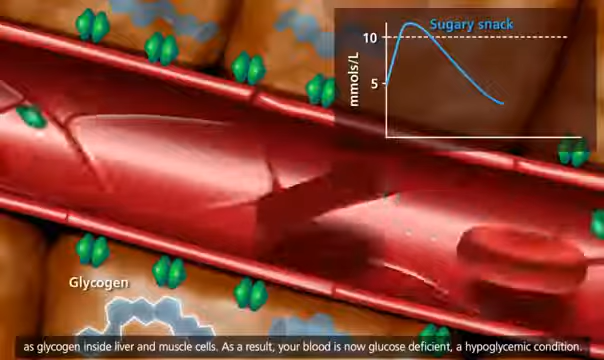 Sugary snack
10
mmols/L
5
Glycogen
as glycogen inside liver and muscle cells. As a result, your blood is now glucose deficient, a hypoglycemic condition.